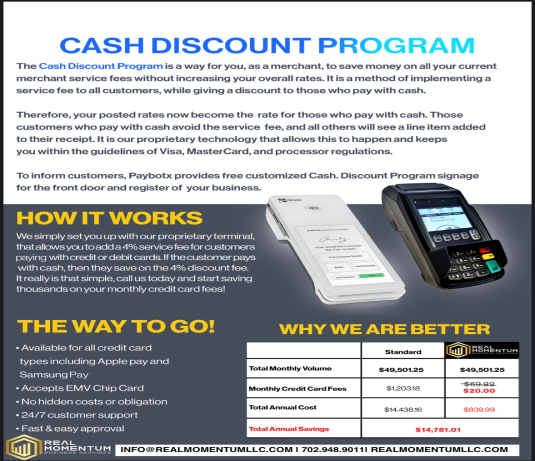 CASH DISCOUNT PROGRAM
The Cash Discount Program is a way for you, as a merchant, to save money on all your current
merchant service fees without increasing your overall rates. It is a method of implementing a
service fee to all customers, while giving a discount to those who pay with cash.
Therefore, your posted rates now become the rate for those who pay with cash. Those
customers who pay with cash avoid the service fee, and all others will see a line item added
to their receipt. It is our proprietary technology that allows this to happen and keeps
you within the guidelines of Visa, MasterCard, and processor regulations.
To inform customers, Paybotx provides free customized Cash. Discount Program signage
for the front door and register of your business.
HOW IT WORKS
We simply set you up with our proprietary terminal,
that allows you to add a 4% service fee for customers
paying with credit or debit cards. If the customer pays
with cash, then they save on the 4% discount fee.
It really is that simple, call us today and start saving
thousands on your monthly credit card fees!
THE WAY TO GO!
• Available for all credit card
types including Apple pay and
Samsung Pay
• Accepts EMV Chip Card
• No hidden costs or obligation
• 24/7 customer support
• Fast & easy approval
WHY WE ARE BETTER
Standard
REAL
MOMENTUM
Total Monthly Volume $49,501.25 $49,501.25
Monthly Credit Card Fees $1,203.18 $69.99
$20.00
Total Annual Cost $14.438.16 $839.99
Total Annual Savings $14,781.01
REAL
MOMENTUM
BUSINESS SERVICES
INFO@REALMOMENTUMLLC.COM I 702.948.9011I REALMOMENTUMLLC.COM